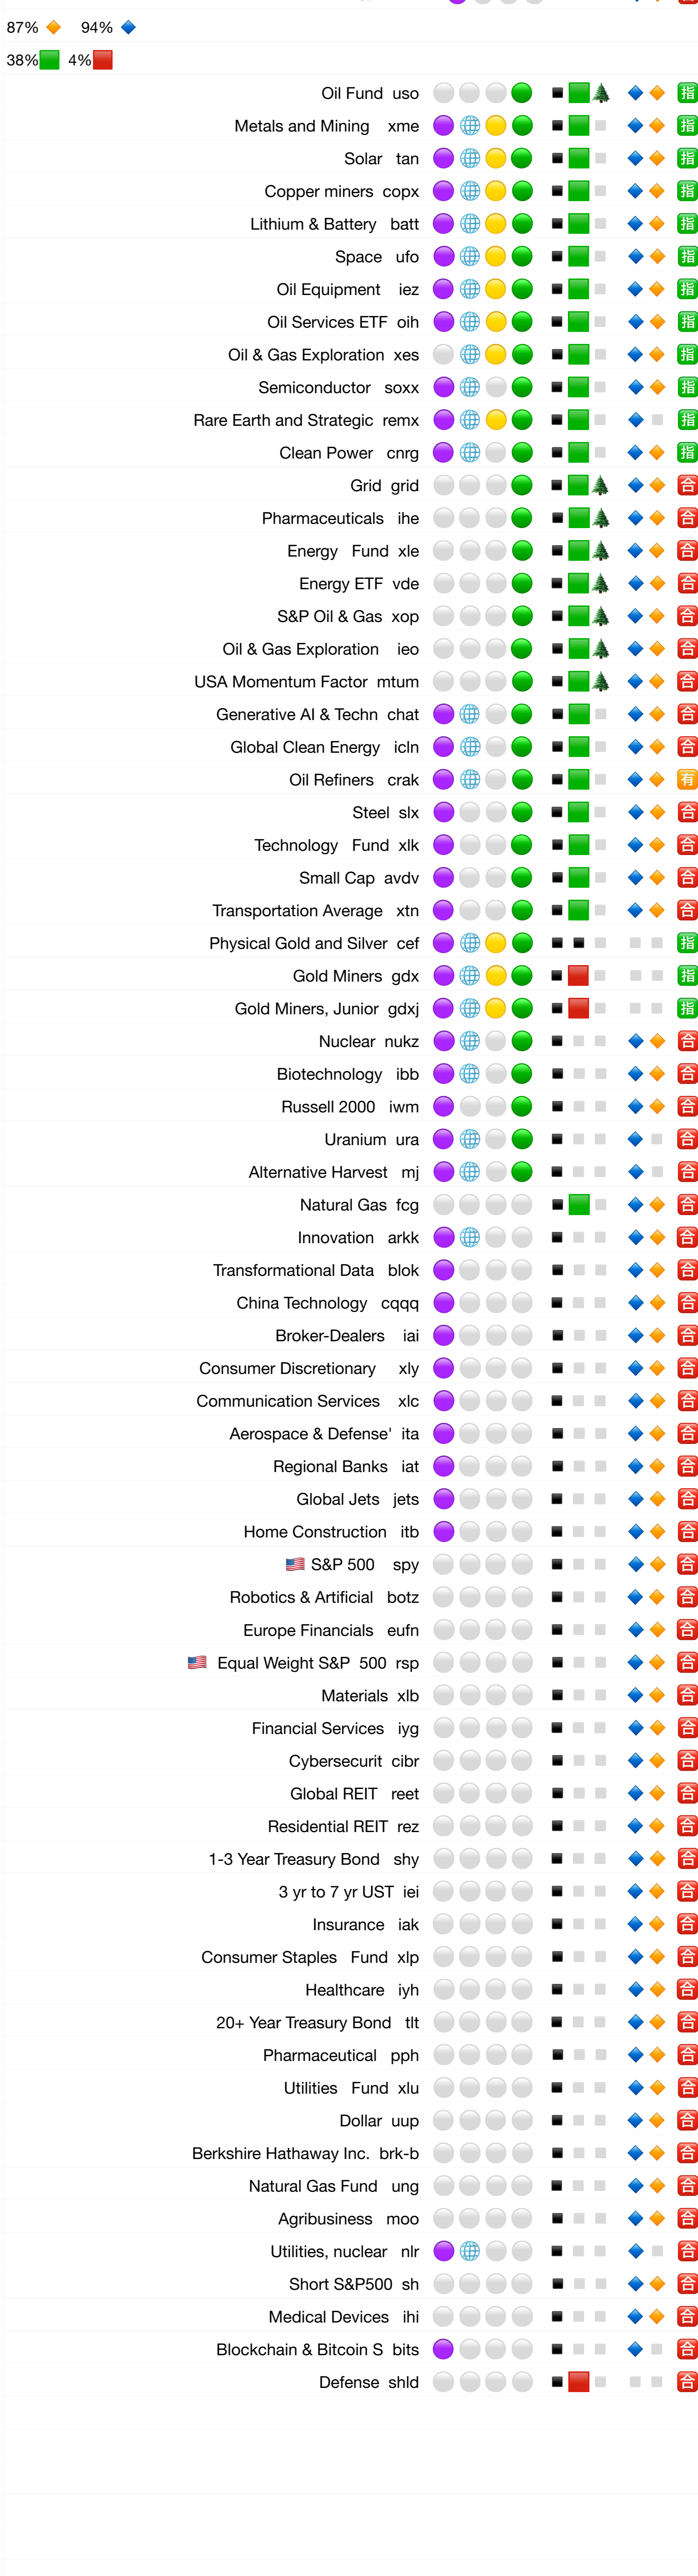 87% 🔶 94% 🔷
38%🟩 4%🟥
Oil Fund uso 指
Metals and Mining xme 指
Solar tan 指
Copper miners copx 指
Lithium & Battery batt 指
Space ufo 指
Oil Equipment iez 指
Oil Services ETF oih 指
Oil & Gas Exploration xes 指
Semiconductor soxx 指
Rare Earth and Strategic remx 指
Clean Power cnrg 指
Grid grid 合
Pharmaceuticals ihe 合
Energy Fund xle 合
Energy ETF vde 合
S&P Oil & Gas xop 合
Oil & Gas Exploration ieo 合
USA Momentum Factor mtum 合
Generative AI & Techn chat 合
Global Clean Energy icln 合
Oil Refiners crak 有
Steel slx 合
Technology Fund xlk 合
Small Cap avdv 合
Transportation Average xtn 合
Physical Gold and Silver cef 指
Gold Miners gdx 指
Gold Miners, Junior gdxj 指
Nuclear nukz 合
Biotechnology ibb 合
Russell 2000 iwm 合
Uranium ura 合
Alternative Harvest mj 合
Natural Gas fcg 合
Innovation arkk 合
Transformational Data blok 合
China Technology cqqq 合
Broker-Dealers iai 合
Consumer Discretionary xly 合
Communication Services xlc 合
Aerospace & Defense' ita 合
Regional Banks iat 合
Global Jets jets 合
Home Construction itb 合
🇺🇸 S&P 500 spy 合
Robotics & Artificial botz 合
Europe Financials eufn 合
🇺🇸 Equal Weight S&P 500 rsp 合
Materials xlb 合
Financial Services iyg 合
Cybersecurit cibr 合
Global REIT reet 合
Residential REIT rez 合
1-3 Year Treasury Bond shy 合
3 yr to 7 yr UST iei 合
Insurance iak 合
Consumer Staples Fund xlp 合
Healthcare iyh 合
20+ Year Treasury Bond tlt 合
Pharmaceutical pph 合
Utilities Fund xlu 合
Dollar uup 合
Berkshire Hathaway Inc. brk-b 合
Natural Gas Fund ung 合
Agribusiness moo 合
Utilities, nuclear nlr 合
Short S&P500 sh 合
Medical Devices ihi 合
Blockchain & Bitcoin S bits 合
Defense shld 合